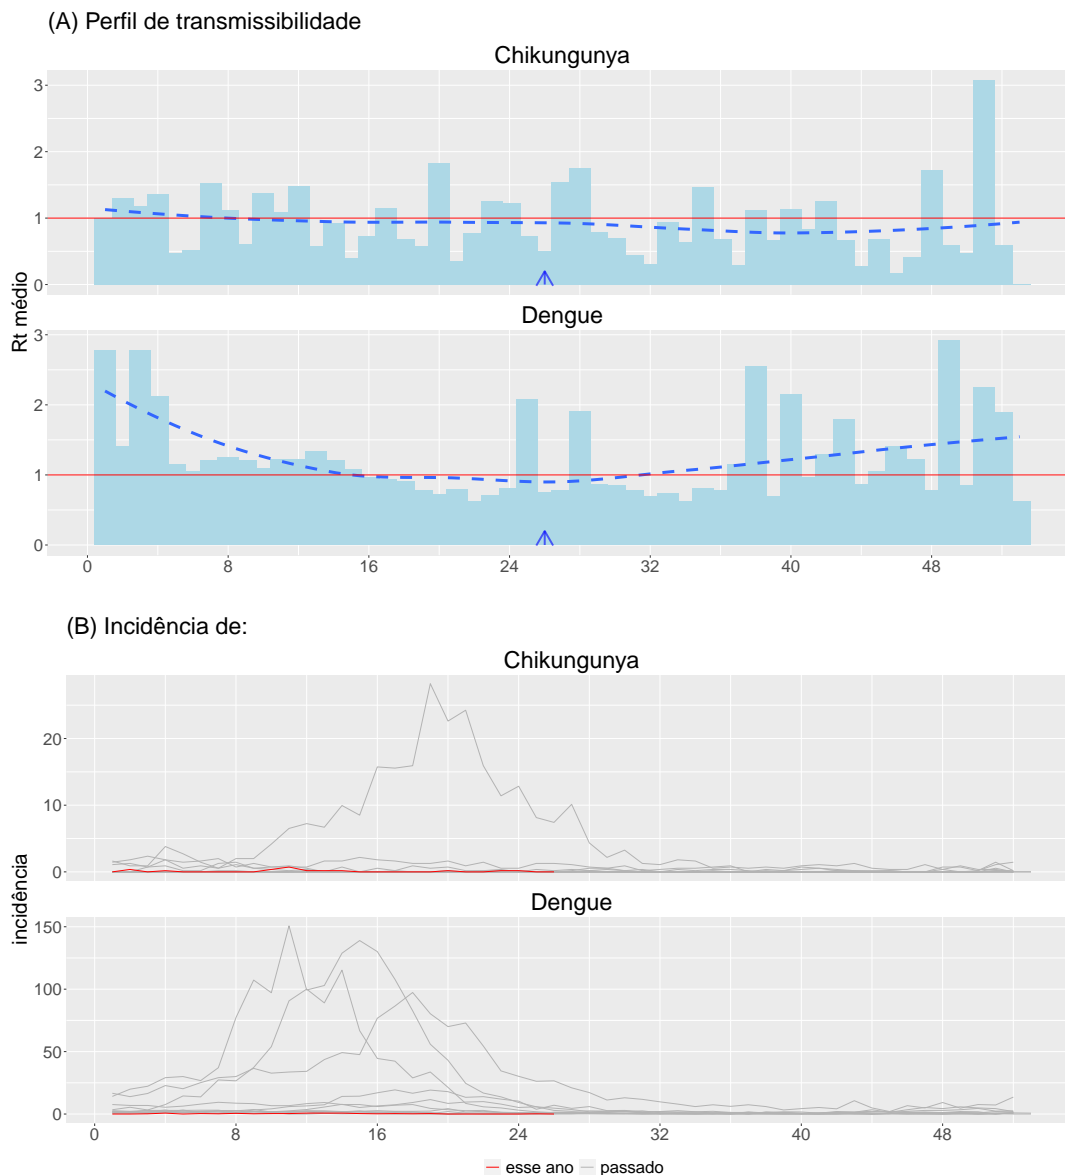 (A) Perfil de transmissibilidade
Chikungunya
3
2
1
0
Rt médio
Dengue
3
2
1
0
0 8 16 24 32 40 48
(B) Incidência de:
Chikungunya
20
10
0
incidência
Dengue
150
100
50
0
0 8 16 24 32 40 48
esse ano passado